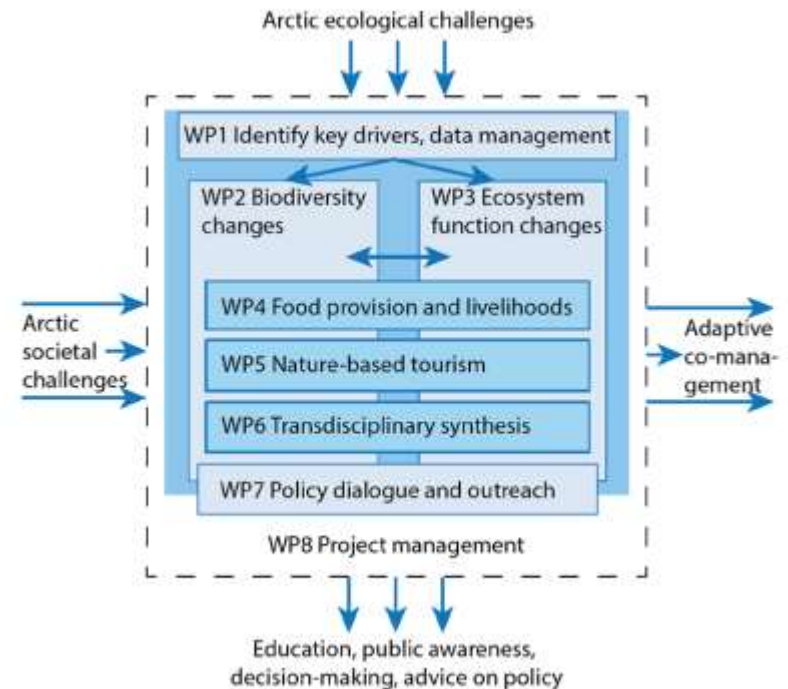 Arctic ecological challenges
WP1 Identify key drivers, data management
WP2 Biodiversity
changes
WP3 Ecosystem
function changes
WP4 Food provision and livelihoods
Arctic
societal
challenges
WP5 Nature-based tourism
Adaptive
co-mana-
gement
WP6 Transdisciplinary synthesis
WP7 Policy dialogue and outreach
WP8 Project management
Education, public awareness,
decision-making, advice on policy